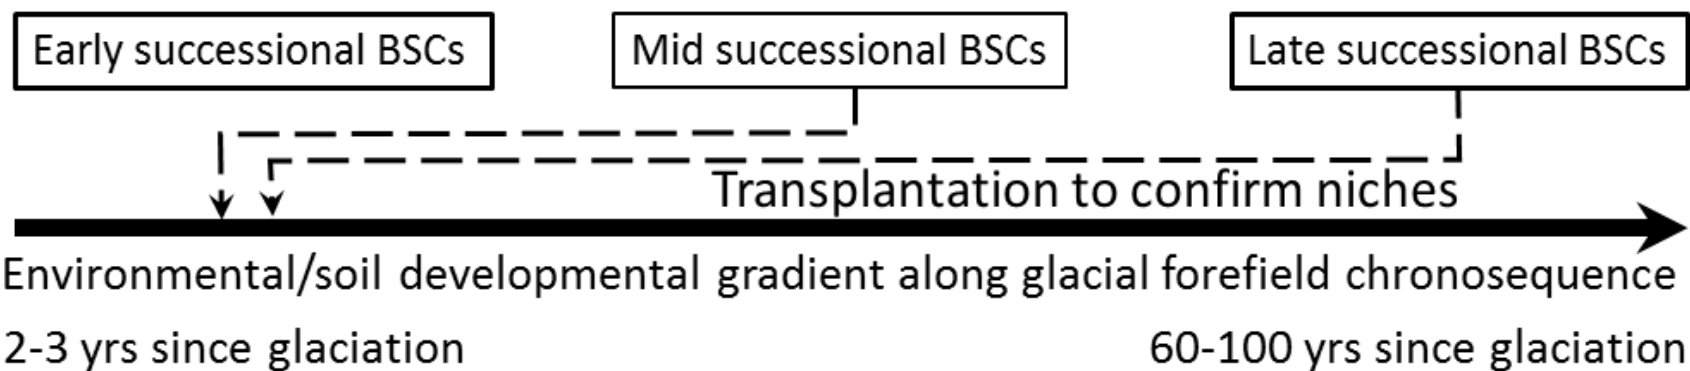 Early successional BSCs
Mid successional BSCs
Late successional BSCs
Transplantation to confirm niches
Environmental/soil developmental gradient along glacial forefield chronosequence
2-3 yrs since glaciation
60-100 yrs since glaciation